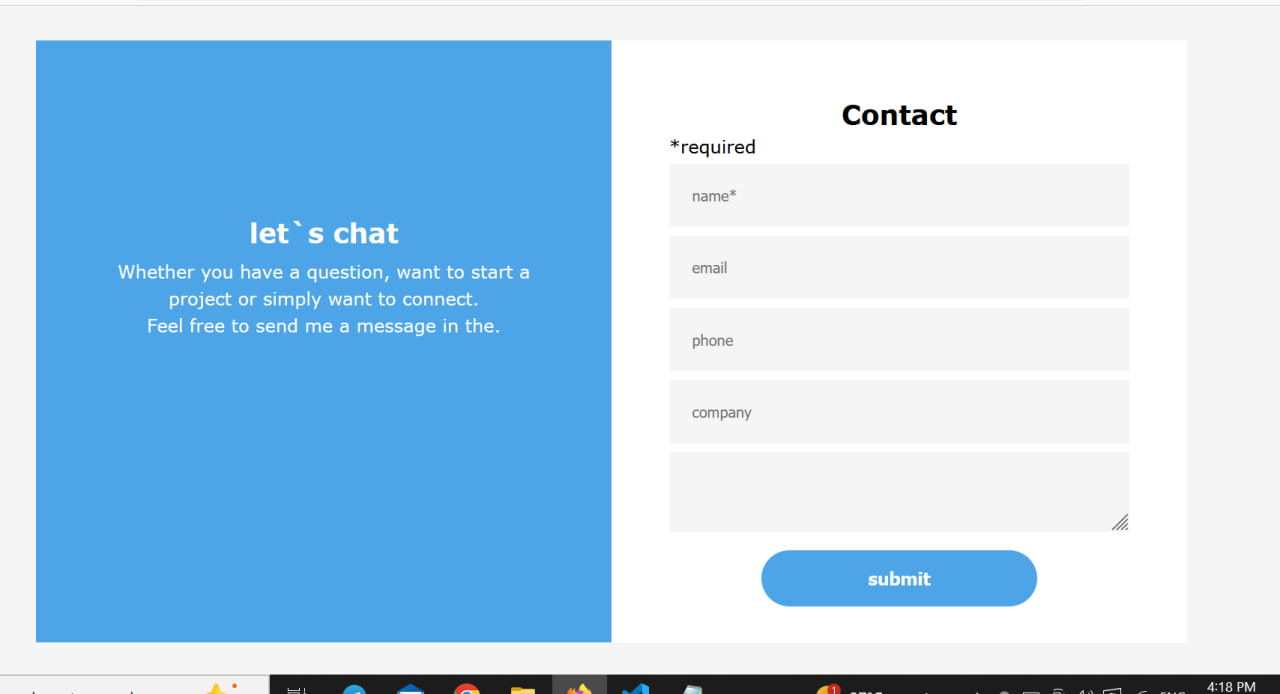 let`s chat
Whether you have a question, want to start a
project or simply want to connect.
Feel free to send me a message in the.
Contact
*required
name*
email
phone
company
submit
1
4:18 PM